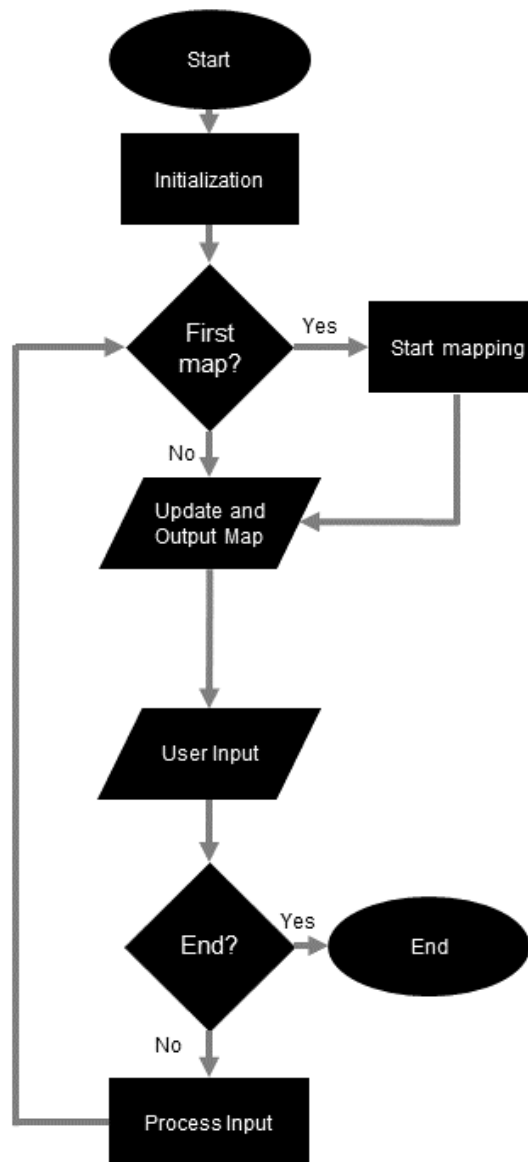 Start
Initialization
First
map?
Yes
Start mapping
No
Update and
Output Map
User Input
End?
Yes
End
No
Process Input